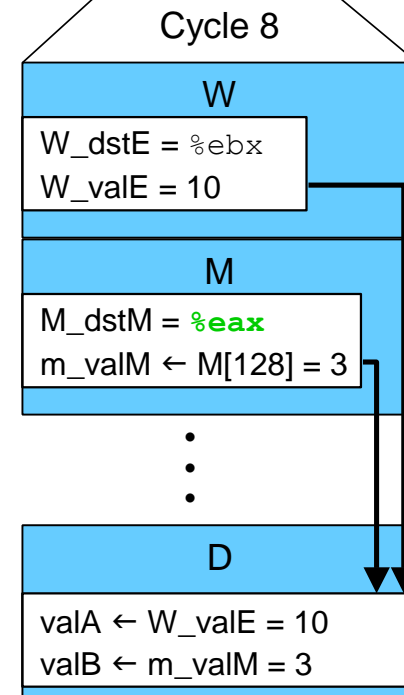 Cycle 8
W
W_dstE = %ebx
W_valE = 10
M
M_dstM = %eax
m_valM ← M[128] = 3
•
•
•
D
valA ← W_valE = 10
valB ← m_valM = 3